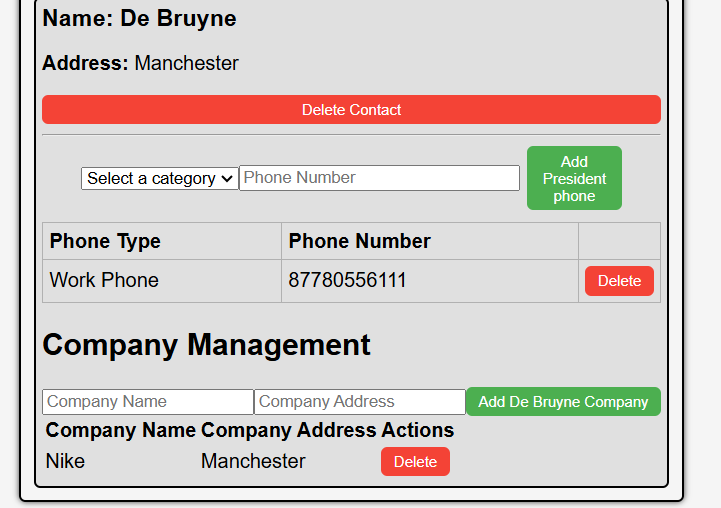 Name: De Bruyne
Address: Manchester
Delete Contact
Select a category Phone Number Add President phone
Phone Type Phone Number
Work Phone 87780556111 Delete
Company Management
Company Name Company Address Add De Bruyne Company
Company Name Company Address Actions
Nike Manchester Delete